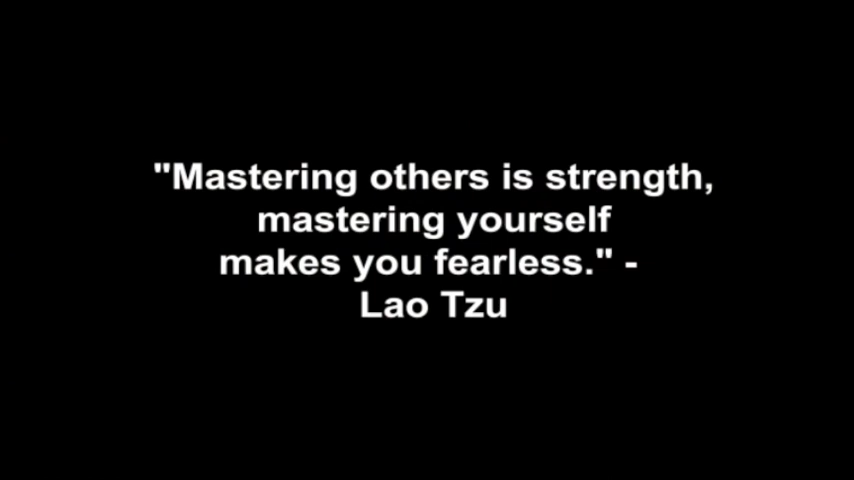 "Mastering others is strength,
mastering yourself
makes you fearless." -
Lao Tzu